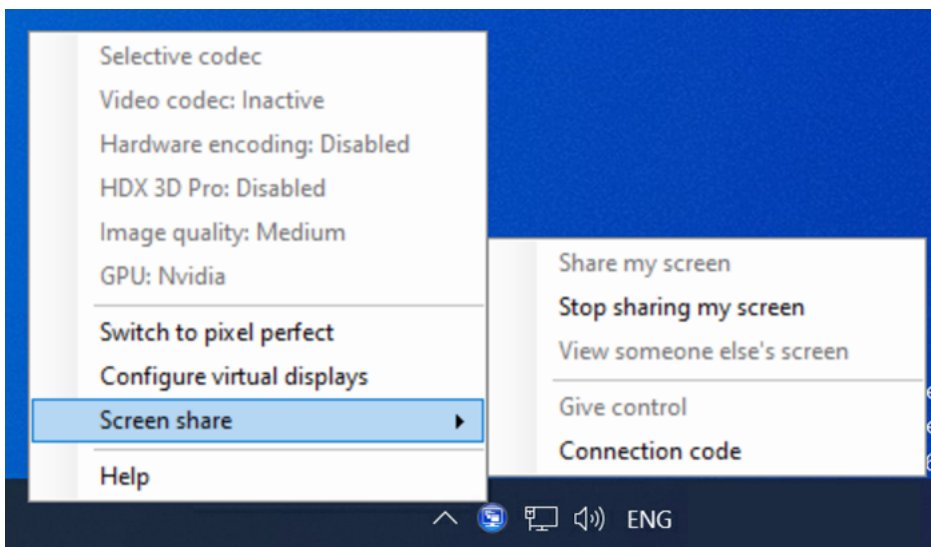 Selective codec
Video codec: Inactive
Hardware encoding: Disabled
HDX 3D Pro: Disabled
Image quality: Medium
GPU: Nvidia
Switch to pixel perfect
Configure virtual displays
Screen share
Help
Share my screen
Stop sharing my screen
View someone else's screen
Give control
Connection code
ENG